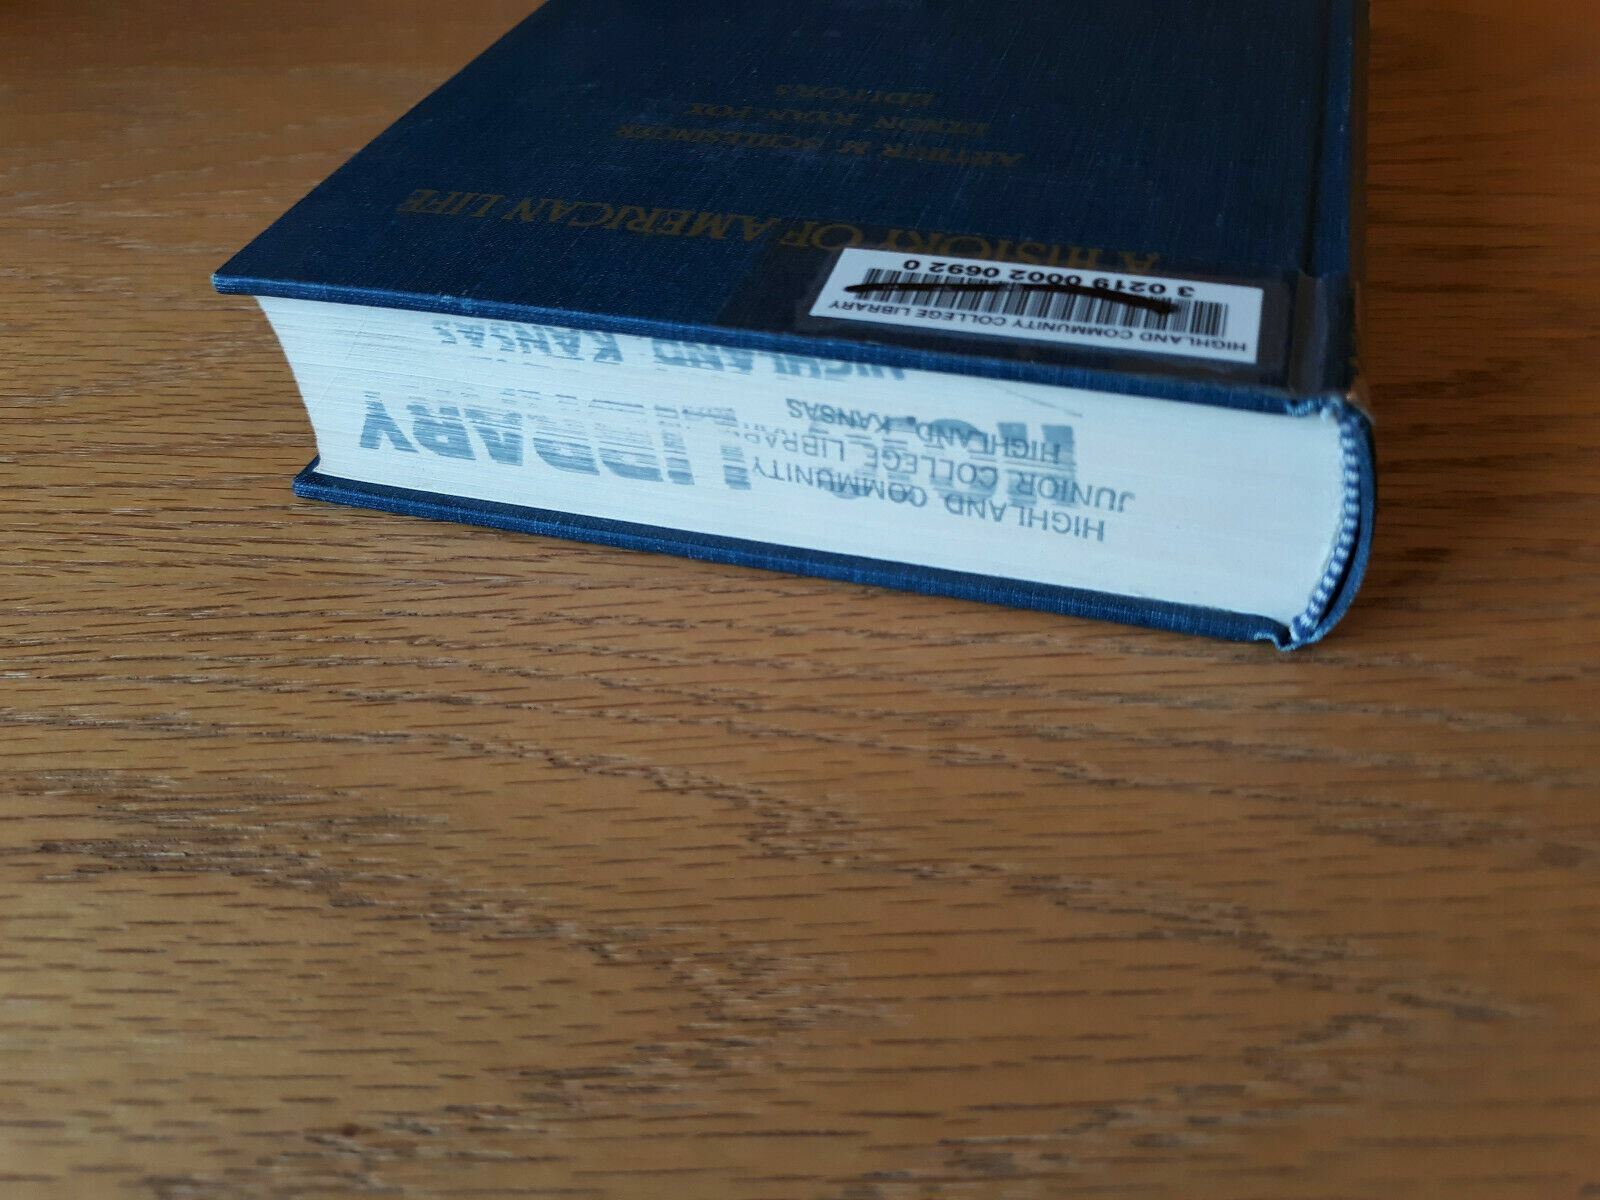 A HISTORY OF AMERICAN LIFE
ARTHUR M. SCHLESINGER
DIXON RYAN FOX
EDITORS
HIGHLAND COMMUNITY COLLEGE LIBRARY
3 0219 0002 0692 0
HIGHLAND COMMUNITY
JUNIOR COLLEGE LIBRARY
HIGHLAND, KANSAS
LIBRARY
HIGHLAND, KANSAS